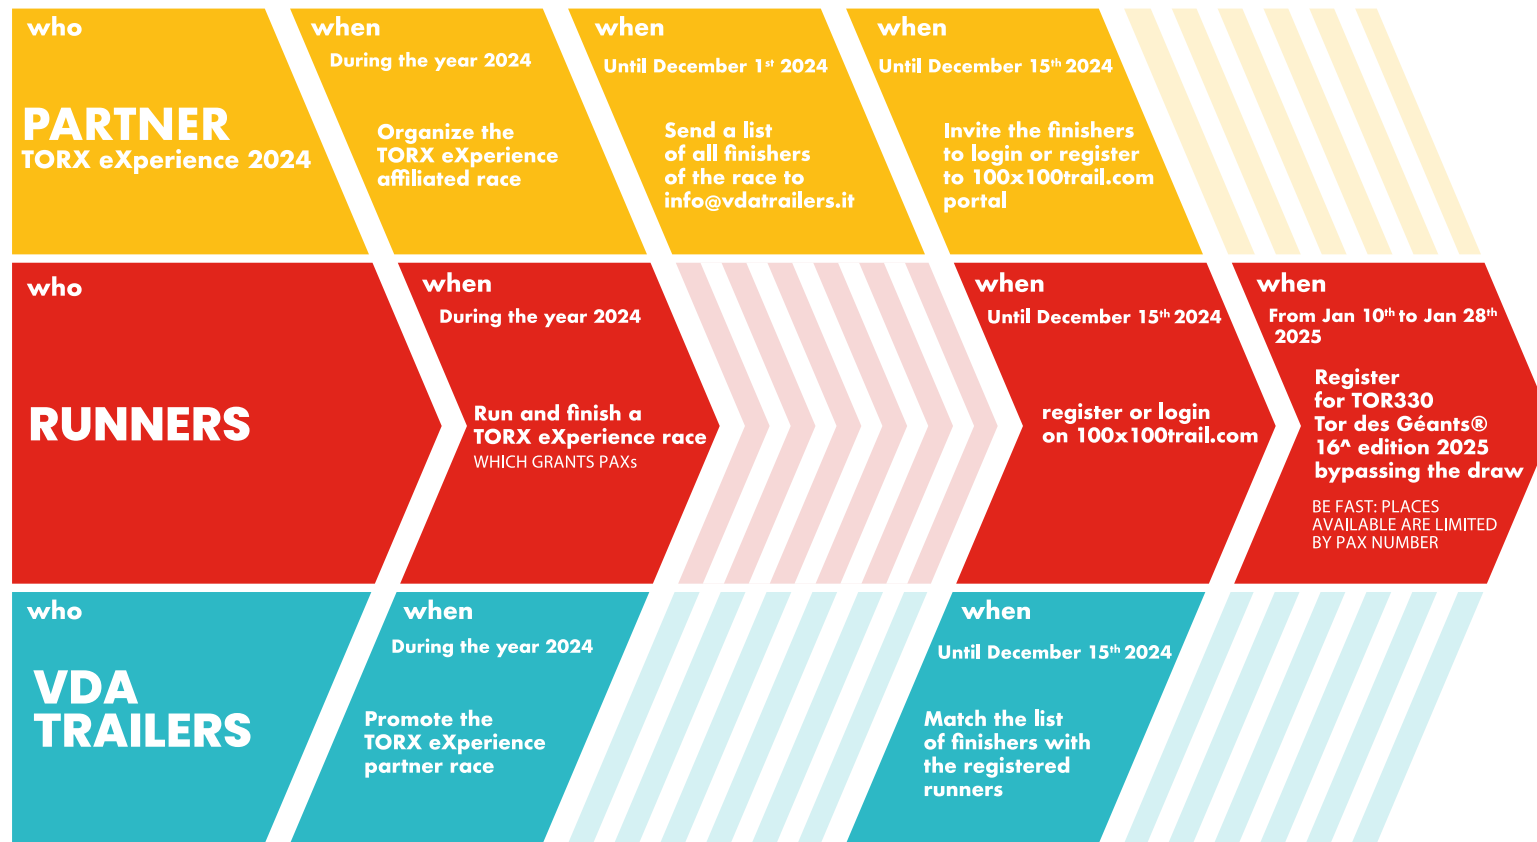 who
PARTNER
TORX eXperience 2024
when
During the year 2024
Organize the
TORX eXperience
affiliated race
when
Until December 1st 2024
Send a list
of all finishers
of the race to
info@vdatrailers.it
when
Until December 15th 2024
Invite the finishers
to login or register
to 100x100trail.com
portal
who
RUNNERS
when
During the year 2024
Run and finish a
TORX eXperience race
WHICH GRANTS PAXs
when
Until December 15th 2024
register or login
on 100x100trail.com
when
From Jan 10th to Jan 28th
2025
Register
for TOR330
Tor des Géants®
16^ edition 2025
bypassing the draw
BE FAST: PLACES
AVAILABLE ARE LIMITED
BY PAX NUMBER
who
VDA
TRAILERS
when
During the year 2024
Promote the
TORX eXperience
partner race
when
Until December 15th 2024
Match the list
of finishers with
the registered
runners